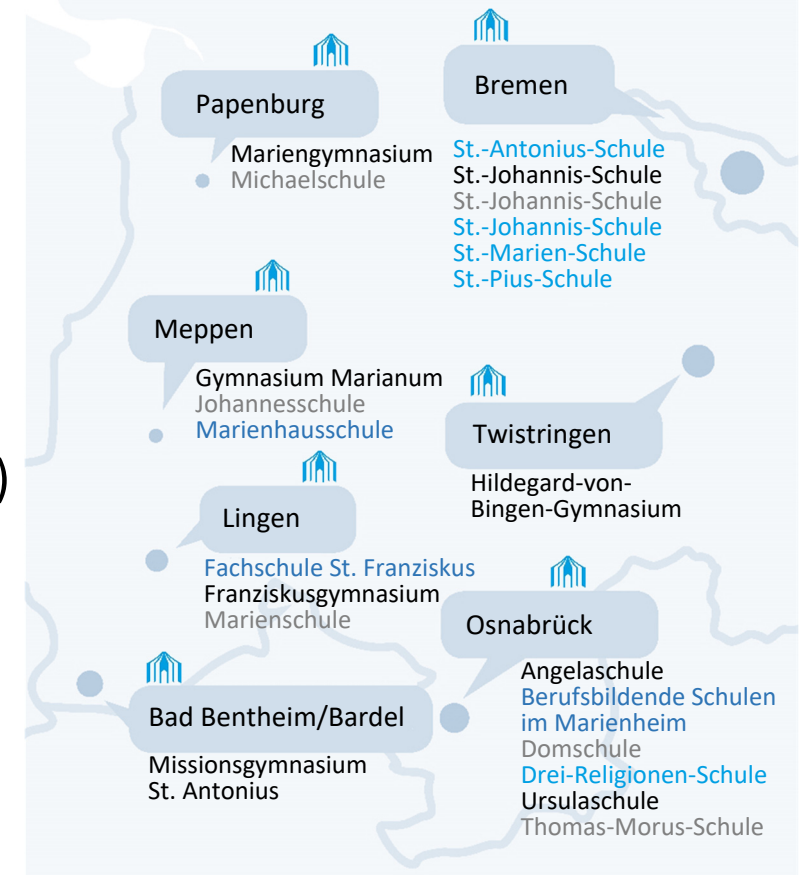 Papenburg
Mariengymnasium
Michaelschule
Bremen
St.-Antonius-Schule
St.-Johannis-Schule
St.-Johannis-Schule
St.-Johannis-Schule
St.-Marien-Schule
St.-Pius-Schule
Meppen
Gymnasium Marianum
Johannesschule
Marienhausschule
Twistringen
Hildegard-von-
Bingen-Gymnasium
)
Lingen
Fachschule St. Franziskus
Franziskusgymnasium
Marienschule
Osnabrück
Angelaschule
Berufsbildende Schulen
im Marienheim
Domschule
Drei-Religionen-Schule
Ursulaschule
Thomas-Morus-Schule
Bad Bentheim/Bardel
Missionsgymnasium
St. Antonius